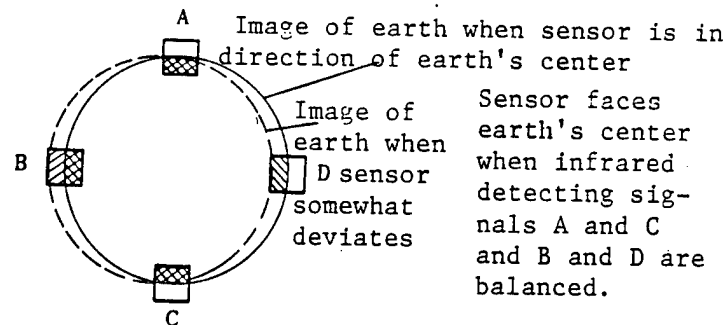 A
Image of earth when sensor is in
direction of earth's center
Image of
earth when
D sensor
somewhat
deviates
Sensor faces
earth's center
when infrared
detecting sig-
nals A and C
and B and D are
balanced.
B
C